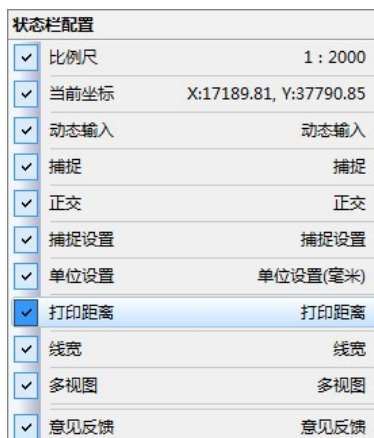 状态栏配置
比例尺 1 : 2000
当前坐标 X:17189.81, Y:37790.85
动态输入 动态输入
捕捉 捕捉
正交 正交
捕捉设置 捕捉设置
单位设置 单位设置(毫米)
打印距离 打印距离
线宽 线宽
多视图 多视图
意见反馈 意见反馈